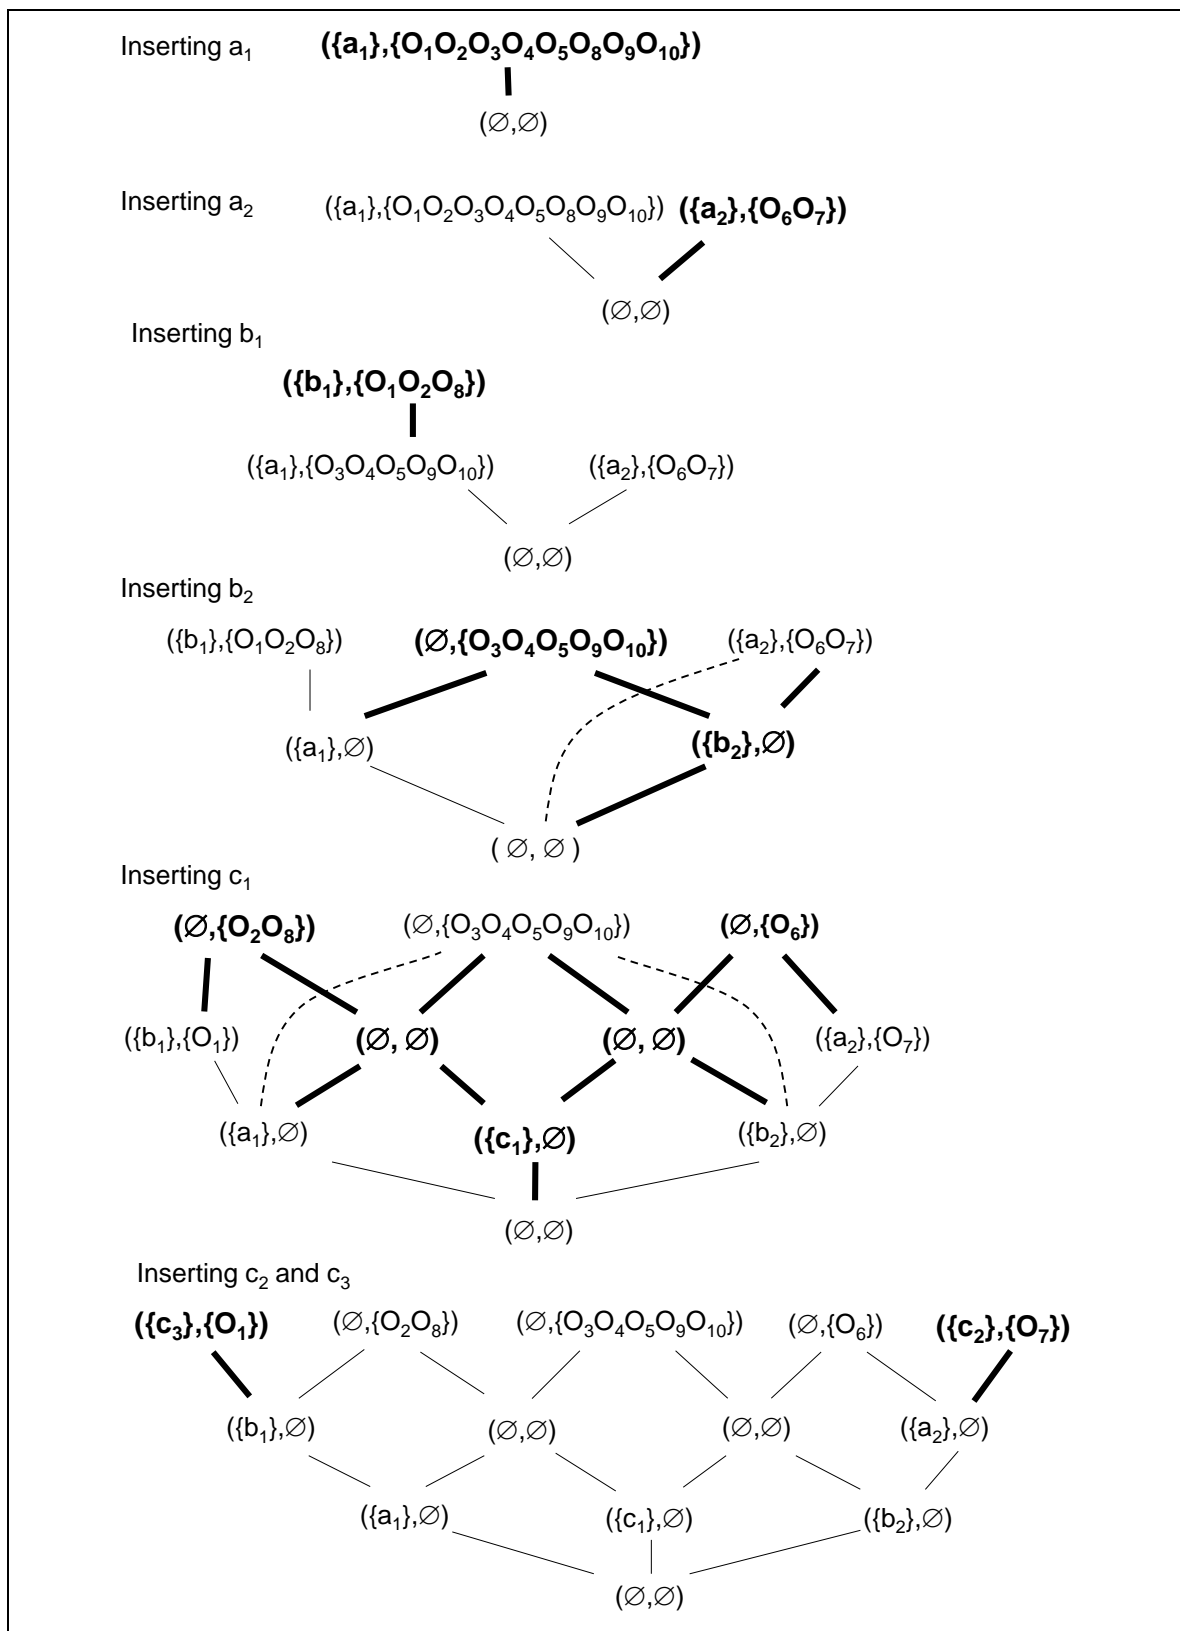 Inserting a₁ ({a₁},{O₁O₂O₃O₄O₅O₈O₉O₁₀})
(∅,∅)
Inserting a₂ ({a₁},{O₁O₂O₃O₄O₅O₈O₉O₁₀}) ({a₂},{O₆O₇})
(∅,∅)
Inserting b₁
({b₁},{O₁O₂O₈})
({a₁},{O₃O₄O₅O₉O₁₀}) ({a₂},{O₆O₇})
(∅,∅)
Inserting b₂
({b₁},{O₁O₂O₈}) (∅,{O₃O₄O₅O₉O₁₀}) ({a₂},{O₆O₇})
({a₁},∅) ({b₂},∅)
( ∅, ∅ )
Inserting c₁
(∅,{O₂O₈}) (∅,{O₃O₄O₅O₉O₁₀}) (∅,{O₆})
({b₁},{O₁}) (∅, ∅) (∅, ∅) ({a₂},{O₇})
({a₁},∅) ({c₁},∅) ({b₂},∅)
(∅,∅)
Inserting c₂ and c₃
({c₃},{O₁}) (∅,{O₂O₈}) (∅,{O₃O₄O₅O₉O₁₀}) (∅,{O₆}) ({c₂},{O₇})
({b₁},∅) (∅,∅) (∅,∅) ({a₂},∅)
({a₁},∅) ({c₁},∅) ({b₂},∅)
(∅,∅)